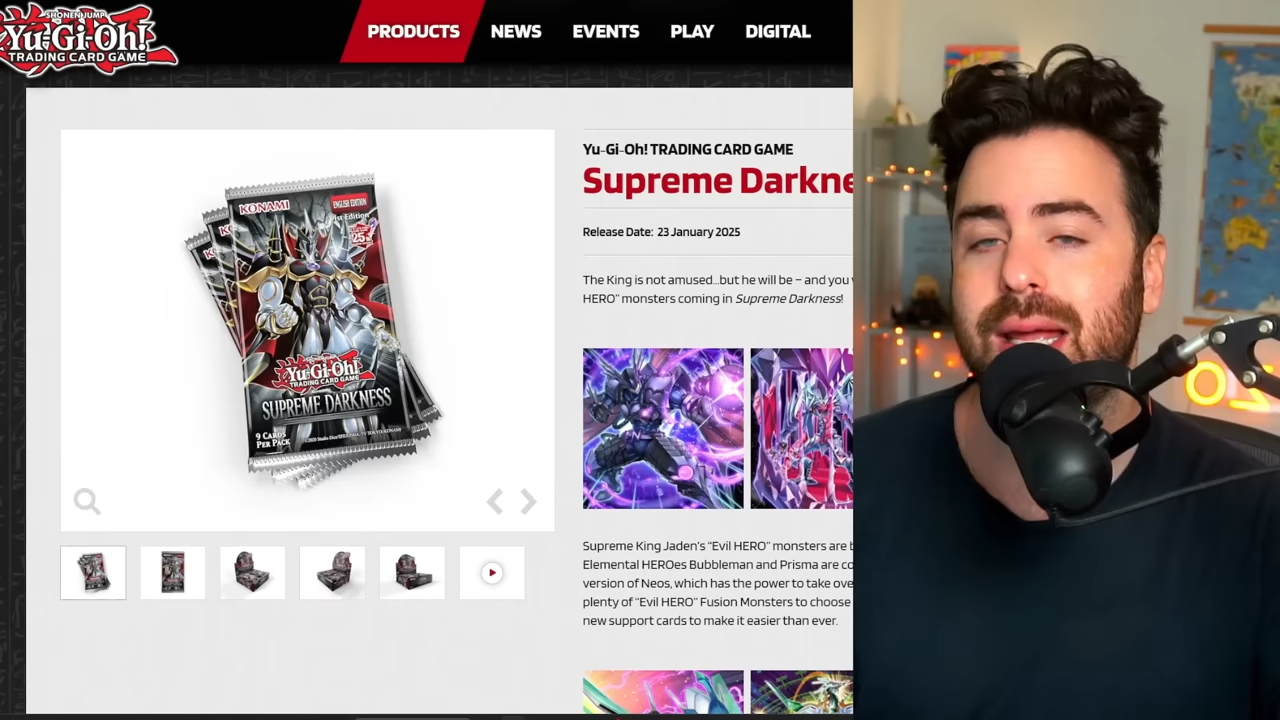 SHONEN JUMP
Yu-Gi-Oh!
TRADING CARD GAME
PRODUCTS
NEWS
EVENTS
PLAY
DIGITAL
KONAMI
ENGLISH EDITION
1st Edition
25
Yu-Gi-Oh!
TRADING CARD GAME
SUPREME DARKNESS
9 CARDS
PER PACK
Yu-Gi-Oh! TRADING CARD GAME
Supreme Darkne
Release Date: 23 January 2025
The King is not amused...but he will be – and you
HERO" monsters coming in Supreme Darkness!
Supreme King Jaden's "Evil HERO" monsters are
Elemental HEROes Bubbleman and Prisma are co
version of Neos, which has the power to take ove
plenty of "Evil HERO" Fusion Monsters to choose
new support cards to make it easier than ever.